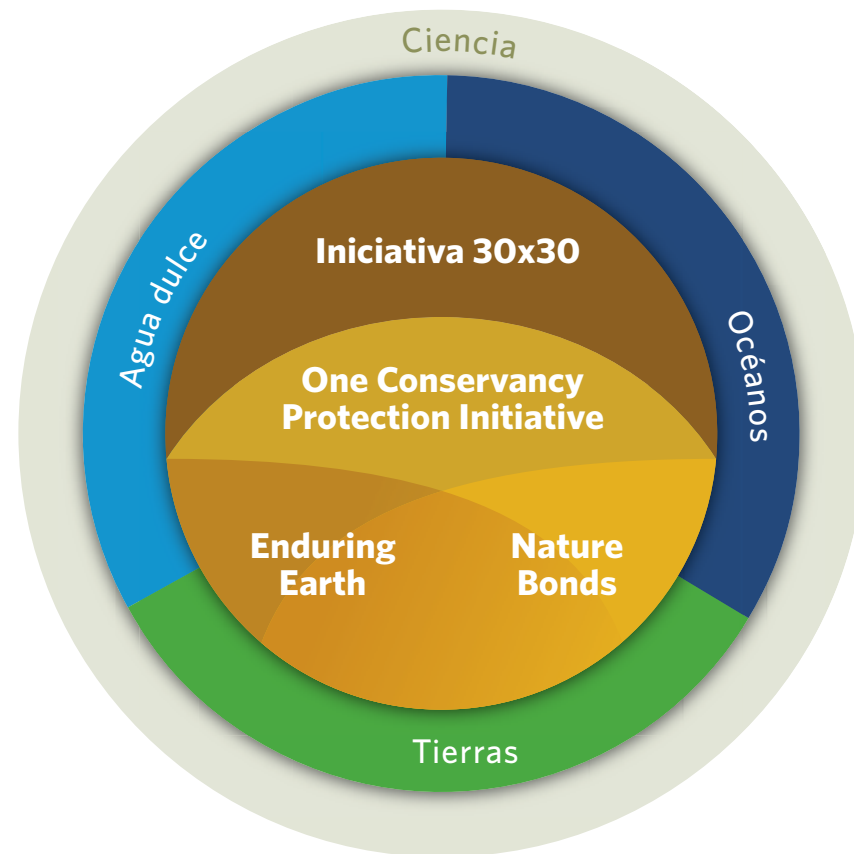 Ciencia
Agua dulce
Océanos
Iniciativa 30x30
One Conservancy
Protection Initiative
Enduring
Earth
Nature
Bonds
Tierras